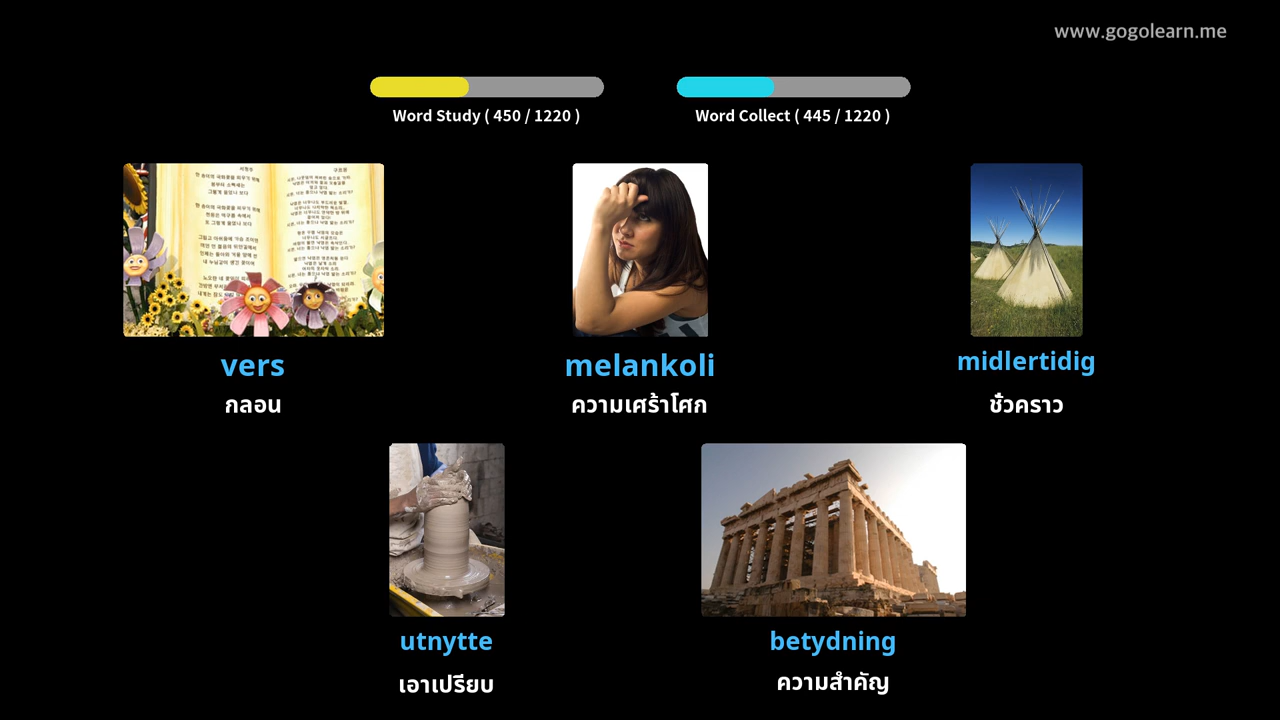 www.gogolearn.me
Word Study ( 450 / 1220 )
Word Collect ( 445 / 1220 )
vers
melankoli
midlertidig
กลอน
ความเศร้าโศก
ชั่วคราว
utnytte
betydning
เอาเปรียบ
ความสำคัญ